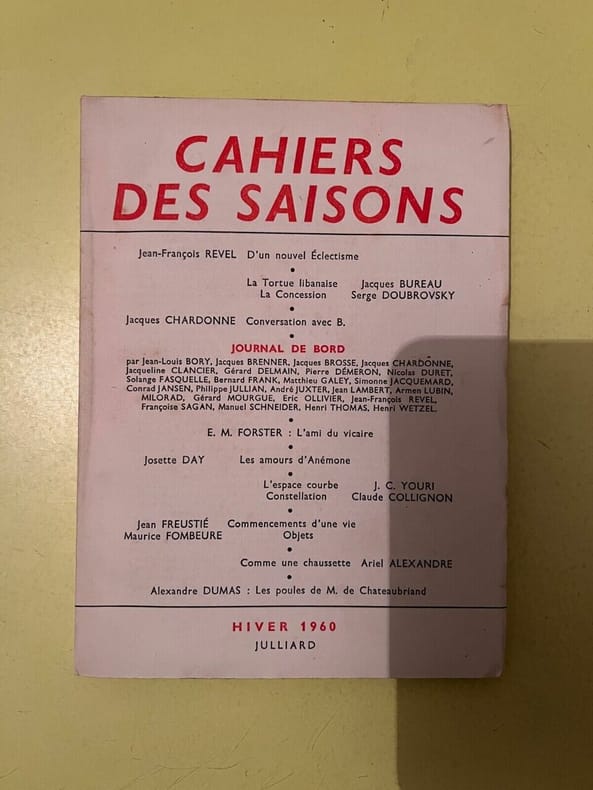 CAHIERS
DES SAISONS
Jean-François REVEL D'un nouvel Éclectisme
•
La Tortue libanaise Jacques BUREAU
La Concession Serge DOUBROVSKY
•
Jacques CHARDONNE Conversation avec B.
•
JOURNAL DE BORD
par Jean-Louis BORY, Jacques BRENNER, Jacques BROSSE, Jacques CHARDONNE,
Jacqueline CLANCIER, Gérard DELMAIN, Pierre DÉMERON, Nicolas DURET,
Solange FASQUELLE, Bernard FRANK, Matthieu GALEY, Simonne JACQUEMARD,
Conrad JANSEN, Philippe JULLIAN, André JUXTER, Jean LAMBERT, Armen LUBIN,
MILORAD, Gérard MOURGUE, Eric OLLIVIER, Jean-François REVEL,
Françoise SAGAN, Manuel SCHNEIDER, Henri THOMAS, Henri WETZEL.
•
E. M. FORSTER : L'ami du vicaire
•
Josette DAY Les amours d'Anémone
•
L'espace courbe J. C. YOURI
Constellation Claude COLLIGNON
•
Jean FREUSTIÉ Commencements d'une vie
Maurice FOMBEURE Objets
•
Comme une chaussette Ariel ALEXANDRE
•
Alexandre DUMAS : Les poules de M. de Chateaubriand
HIVER 1960
JULLIARD